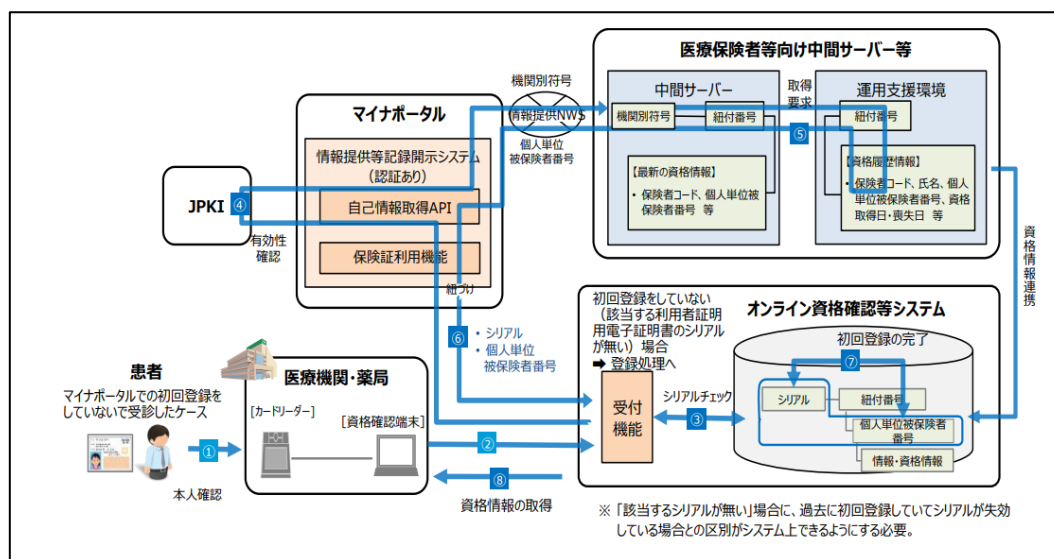 医療保険者等向け中間サーバー等
中間サーバー
取得
要求
運用支援環境
機関別符号
紐付番号
⑤
紐付番号
【最新の資格情報】
・ 保険者コード、個人単位被
保険者番号 等
【資格履歴情報】
・ 保険者コード、氏名、個人
単位被保険者番号、資格
取得日・喪失日 等
機関別符号
情報提供NWS
個人単位
被保険者番号
マイナポータル
情報提供等記録開示システム
（認証あり）
自己情報取得API
保険証利用機能
JPKI
④
有効性
確認
紐づけ
⑥
・ シリアル
・ 個人単位
被保険者番号
資格情報連携
患者
マイナポータルでの初回登録を
していないで受診したケース
①
本人確認
医療機関・薬局
[カードリーダー]
[資格確認端末]
②
⑧
資格情報の取得
初回登録をしていない
（該当する利用者証明
用電子証明書のシリアル
が無い）場合
➡ 登録処理へ
オンライン資格確認等システム
受付
機能
シリアルチェック
③
初回登録の完了
⑦
シリアル
紐付番号
個人単位被保険者
番号
情報・資格情報
※ 「該当するシリアルが無い」場合に、過去に初回登録していてシリアルが失効
している場合との区別がシステム上できるようにする必要。